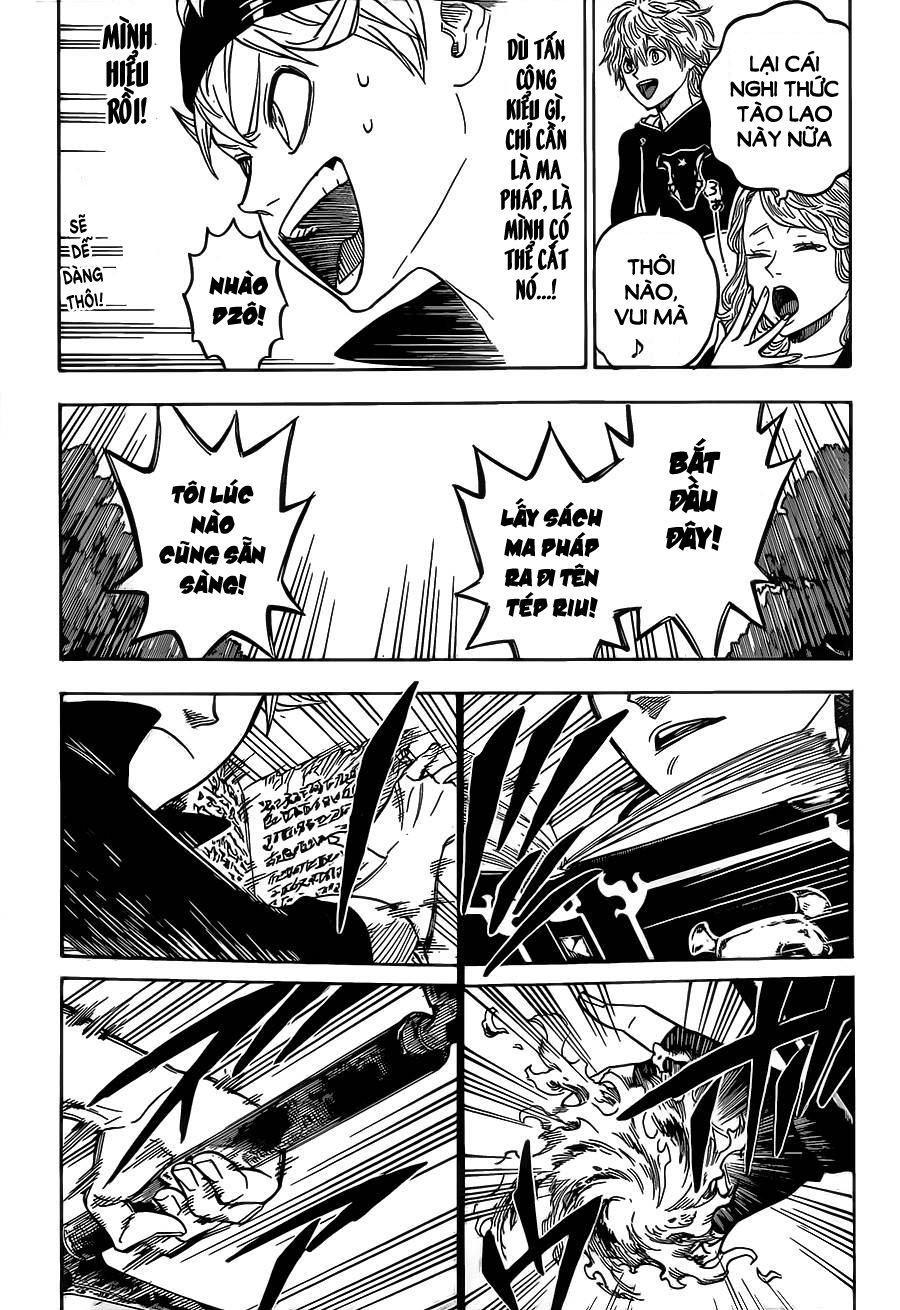 LẠI CÁI
NGHI THỨC
TÀO LAO
NÀY NỮA
THÔI
NÀO,
VUI MÀ
♪
DÙ TẤN
CÔNG
KIỂU GÌ,
CHỈ CẦN
LÀ MA
PHÁP, LÀ
MÌNH CÓ
THỂ CẮT
NÓ...!
MÌNH
HIỂU
RỒI!
NHÀO
DZÔ!
SẼ
DỄ
DÀNG
THÔI!
BẮT
ĐẦU
ĐÂY!
LẤY SÁCH
MA PHÁP
RA ĐI TÊN
TÉP RIU!
TÔI LÚC
NÀO
CŨNG SẴN
SÀNG!